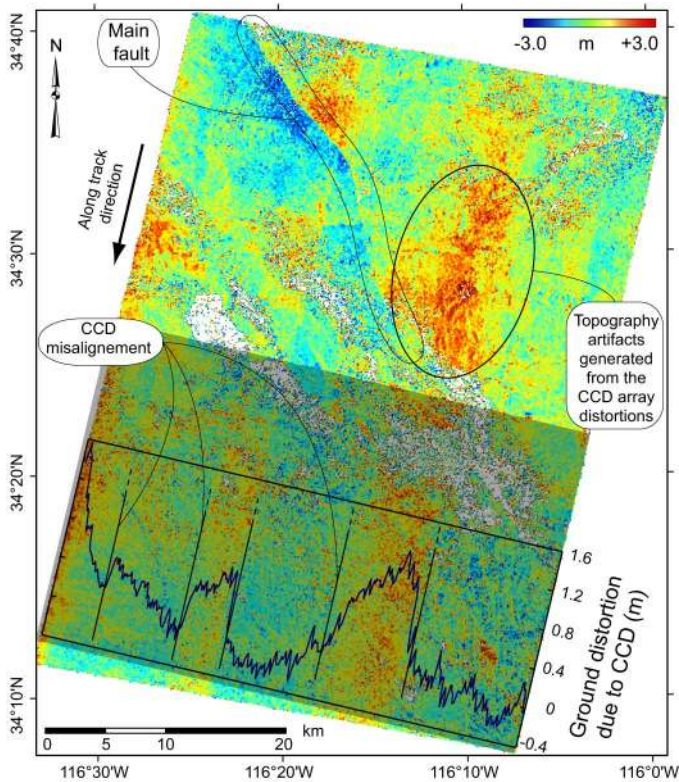 34°40'N
34°30'N
34°20'N
34°10'N
N
Main
fault
-3.0 m +3.0
Along track
direction
CCD
misalignement
Topography
artifacts
generated
from the
CCD array
distortions
1.6
1.2
0.8
0.4
0
-0.4
Ground distortion
due to CCD (m)
0 5 10 20 km
116°30'W 116°20'W 116°10'W 116°0'W